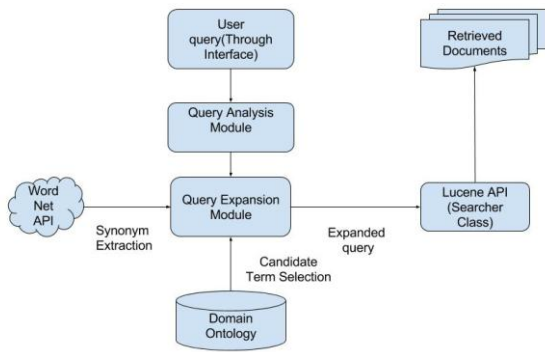 User
query(Through
Interface)
Retrieved
Documents
Query Analysis
Module
Word
Net
API
Synonym
Extraction
Query Expansion
Module
Expanded
query
Lucene API
(Searcher
Class)
Candidate
Term Selection
Domain
Ontology